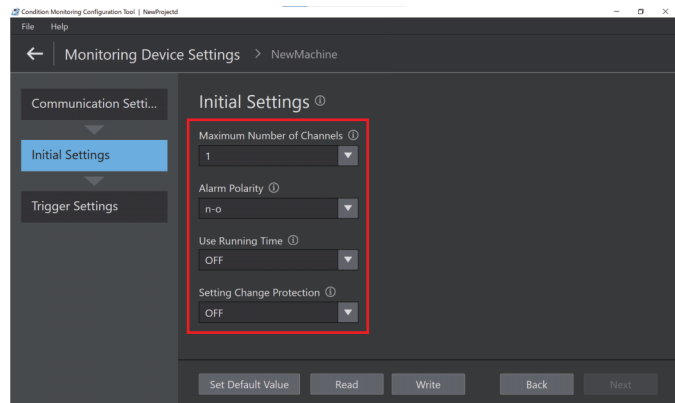 Condition Monitoring Configuration Tool | NewProjectd
File Help
Monitoring Device Settings > NewMachine
Communication Setti...
Initial Settings
Trigger Settings
Initial Settings
Maximum Number of Channels
1
Alarm Polarity
n-o
Use Running Time
OFF
Setting Change Protection
OFF
Set Default Value Read Write Back Next